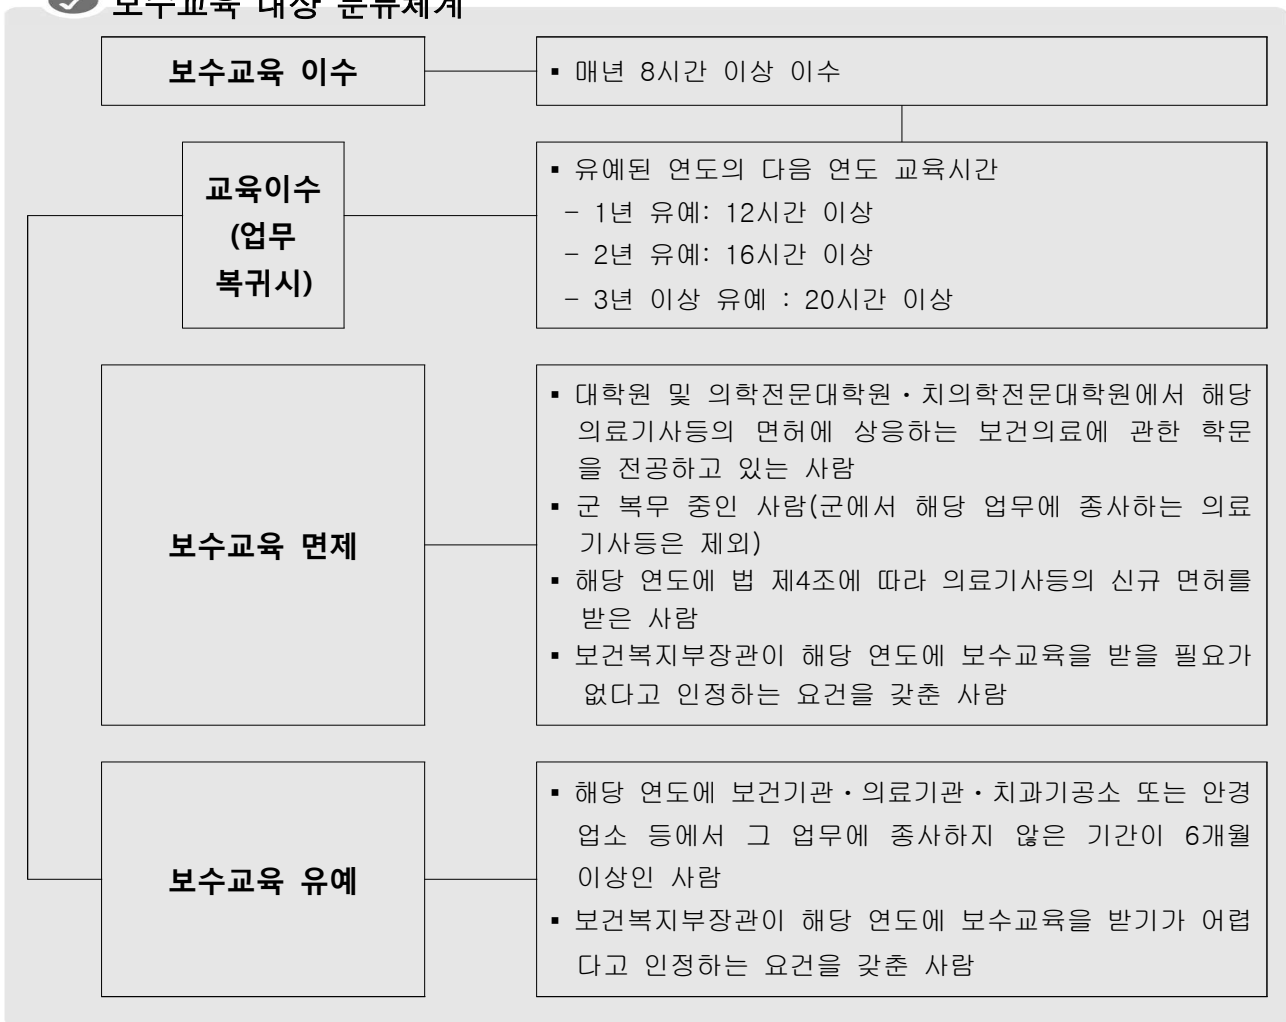 보수교육 대상 분류체계
보수교육 이수
▪ 매년 8시간 이상 이수
교육이수
(업무
복귀시)
▪ 유예된 연도의 다음 연도 교육시간
- 1년 유예: 12시간 이상
- 2년 유예: 16시간 이상
- 3년 이상 유예 : 20시간 이상
보수교육 면제
▪ 대학원 및 의학전문대학원·치의학전문대학원에서 해당
의료기사등의 면허에 상응하는 보건의료에 관한 학문
을 전공하고 있는 사람
▪ 군 복무 중인 사람(군에서 해당 업무에 종사하는 의료
기사등은 제외)
▪ 해당 연도에 법 제4조에 따라 의료기사등의 신규 면허를
받은 사람
▪ 보건복지부장관이 해당 연도에 보수교육을 받을 필요가
없다고 인정하는 요건을 갖춘 사람
보수교육 유예
▪ 해당 연도에 보건기관·의료기관·치과기공소 또는 안경
업소 등에서 그 업무에 종사하지 않은 기간이 6개월
이상인 사람
▪ 보건복지부장관이 해당 연도에 보수교육을 받기가 어렵
다고 인정하는 요건을 갖춘 사람